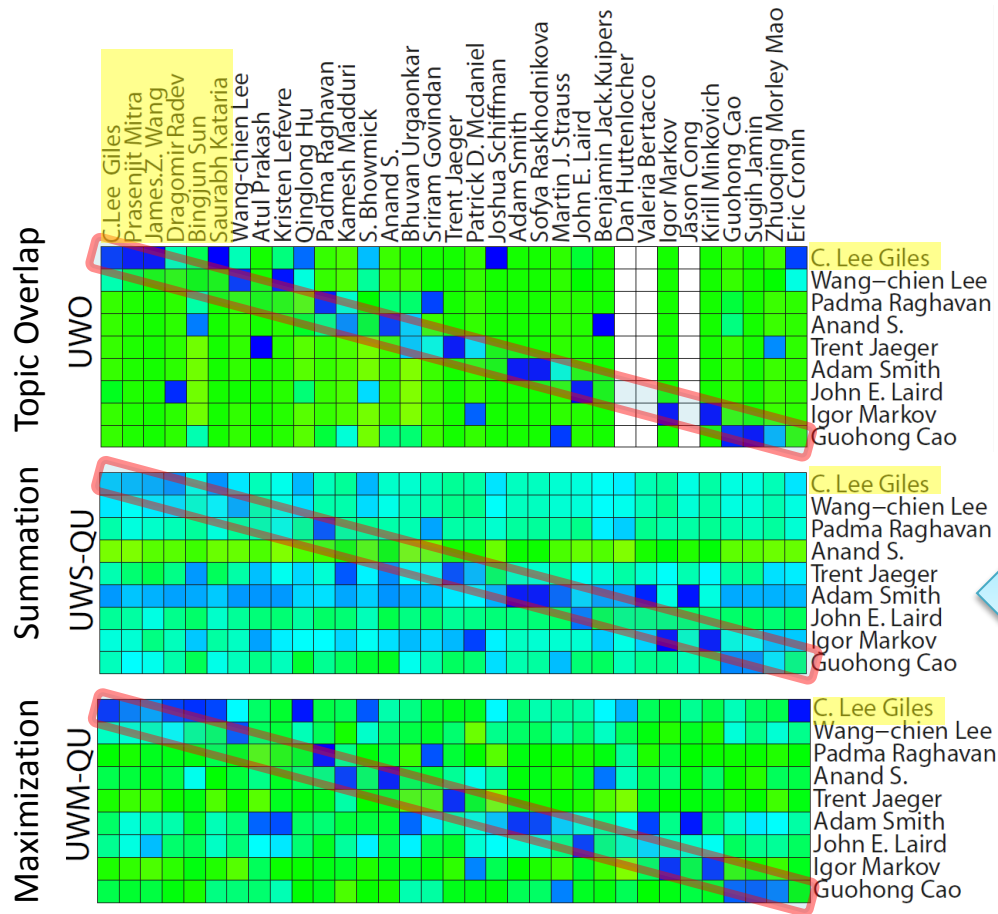 C.Lee Giles
Prasenjit Mitra
James.Z. Wang
Dragomir Radev
Bingjun Sun
Saurabh Kataria
Wang-chien Lee
Atul Prakash
Kristen Lefevre
Qinglong Hu
Padma Raghavan
Kamesh Madduri
S. Bhowmick
Anand S.
Bhuvan Urgaonkar
Sriram Govindan
Trent Jaeger
Patrick D. Mcdaniel
Joshua Schiffman
Adam Smith
Sofya Raskhodnikova
Martin J. Strauss
John E. Laird
Benjamin Jack.Kuipers
Dan Huttenlocher
Valeria Bertacco
Igor Markov
Jason Cong
Kirill Minkovich
Guohong Cao
Sugih Jamin
Zhuoqing Morley Mao
Eric Cronin
Topic Overlap
UWO
C. Lee Giles
Wang−chien Lee
Padma Raghavan
Anand S.
Trent Jaeger
Adam Smith
John E. Laird
Igor Markov
Guohong Cao
Summation
UWS-QU
C. Lee Giles
Wang−chien Lee
Padma Raghavan
Anand S.
Trent Jaeger
Adam Smith
John E. Laird
Igor Markov
Guohong Cao
Maximization
UWM-QU
C. Lee Giles
Wang−chien Lee
Padma Raghavan
Anand S.
Trent Jaeger
Adam Smith
John E. Laird
Igor Markov
Guohong Cao